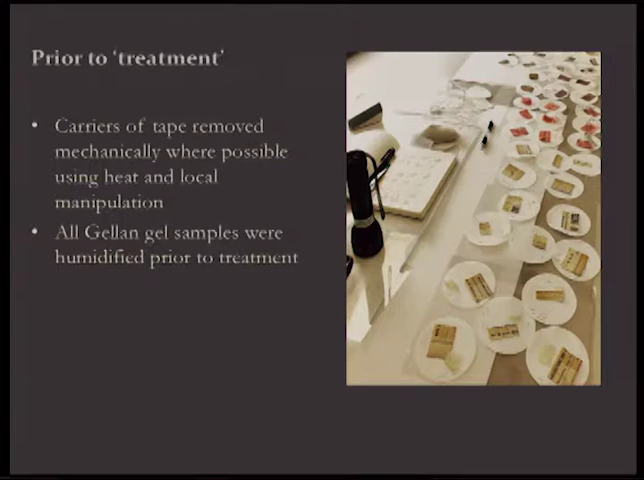 Prior to ‘treatment’
• Carriers of tape removed
mechanically where possible
using heat and local
manipulation
• All Gellan gel samples were
humidified prior to treatment